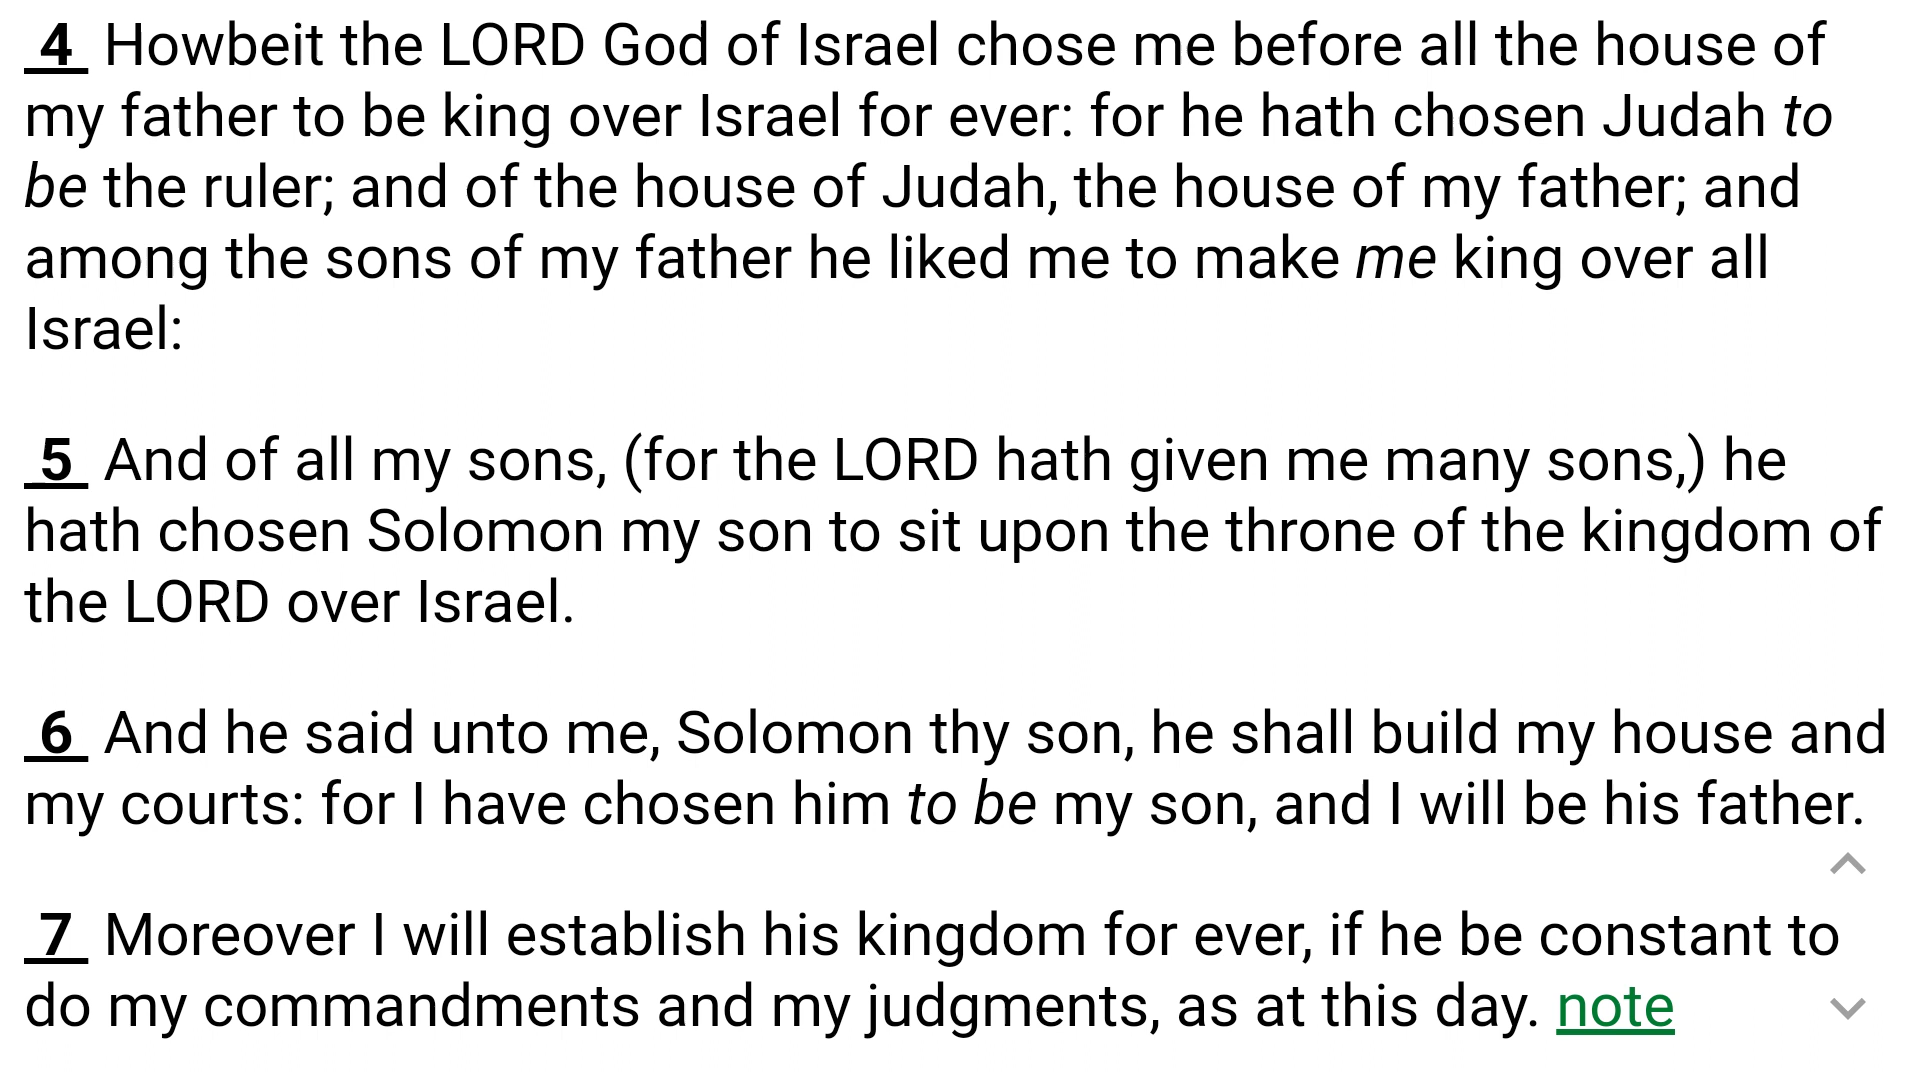 4 Howbeit the LORD God of Israel chose me before all the house of
my father to be king over Israel for ever: for he hath chosen Judah to
be the ruler; and of the house of Judah, the house of my father; and
among the sons of my father he liked me to make me king over all
Israel:
5 And of all my sons, (for the LORD hath given me many sons,) he
hath chosen Solomon my son to sit upon the throne of the kingdom of
the LORD over Israel.
6 And he said unto me, Solomon thy son, he shall build my house and
my courts: for I have chosen him to be my son, and I will be his father.
7 Moreover I will establish his kingdom for ever, if he be constant to
do my commandments and my judgments, as at this day. note